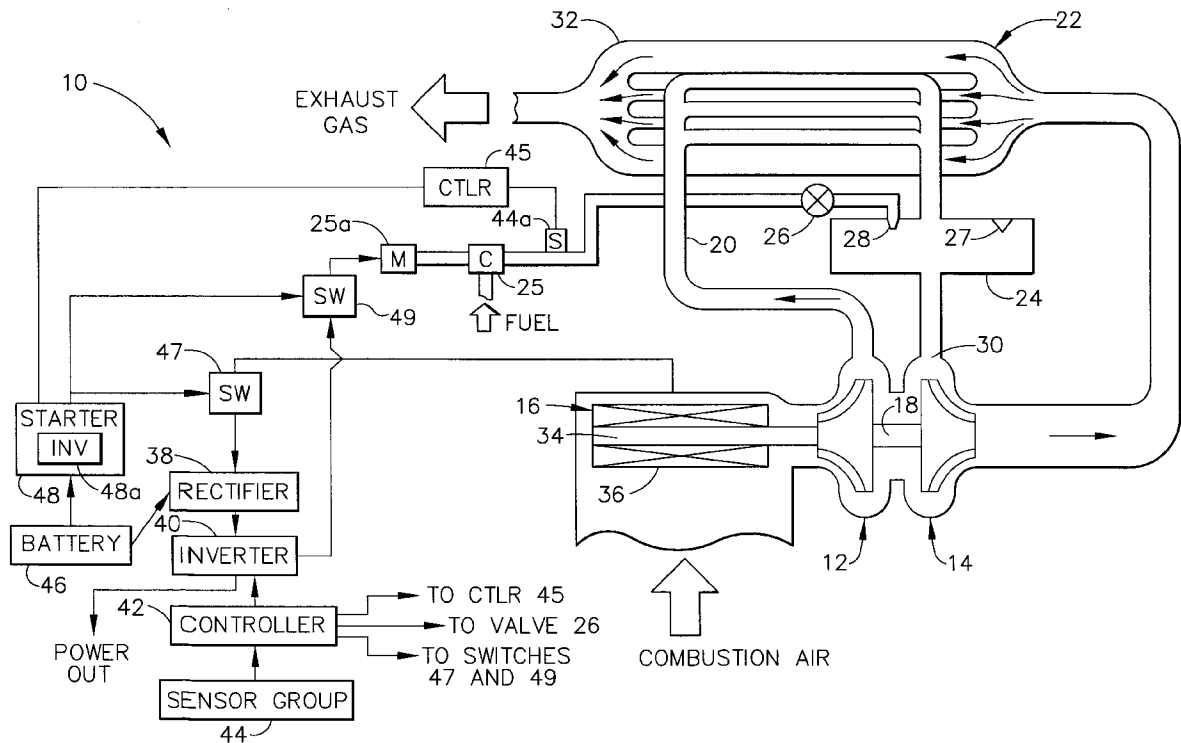 32
22
10
EXHAUST
GAS
45
CTLR
44a
S
25a
M
C
25
FUEL
26
28
27
20
24
SW
49
47
SW
30
STARTER
INV
48
48a
16
34
18
36
38
RECTIFIER
40
BATTERY
46
INVERTER
12
14
42
CONTROLLER
TO CTLR 45
TO VALVE 26
TO SWITCHES
47 AND 49
POWER
OUT
COMBUSTION AIR
SENSOR GROUP
44